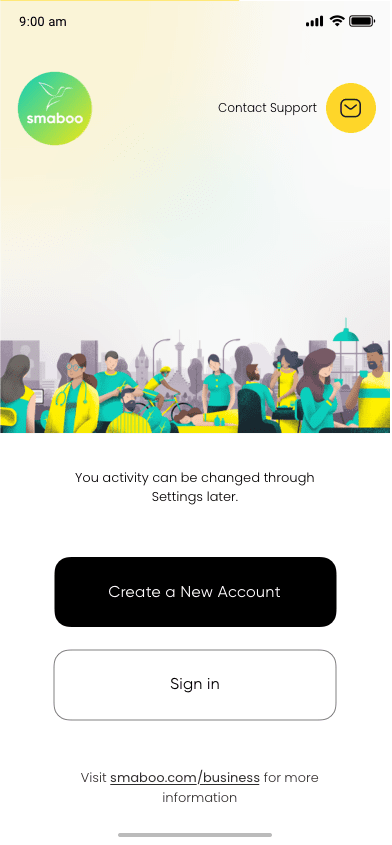 9:00 am
smaboo
Contact Support
You activity can be changed through
Settings later.
Create a New Account
Sign in
Visit smaboo.com/business for more
information